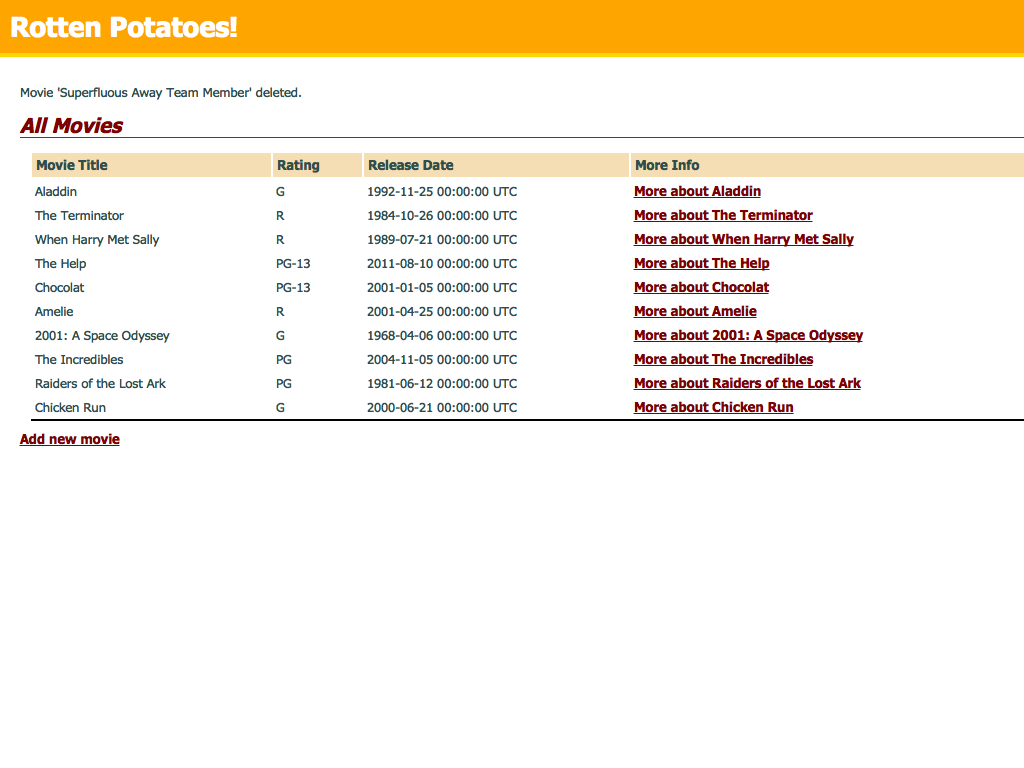 Rotten Potatoes!
Movie 'Superfluous Away Team Member' deleted.
All Movies
Movie Title Rating Release Date More Info
Aladdin G 1992-11-25 00:00:00 UTC More about Aladdin
The Terminator R 1984-10-26 00:00:00 UTC More about The Terminator
When Harry Met Sally R 1989-07-21 00:00:00 UTC More about When Harry Met Sally
The Help PG-13 2011-08-10 00:00:00 UTC More about The Help
Chocolat PG-13 2001-01-05 00:00:00 UTC More about Chocolat
Amelie R 2001-04-25 00:00:00 UTC More about Amelie
2001: A Space Odyssey G 1968-04-06 00:00:00 UTC More about 2001: A Space Odyssey
The Incredibles PG 2004-11-05 00:00:00 UTC More about The Incredibles
Raiders of the Lost Ark PG 1981-06-12 00:00:00 UTC More about Raiders of the Lost Ark
Chicken Run G 2000-06-21 00:00:00 UTC More about Chicken Run
Add new movie